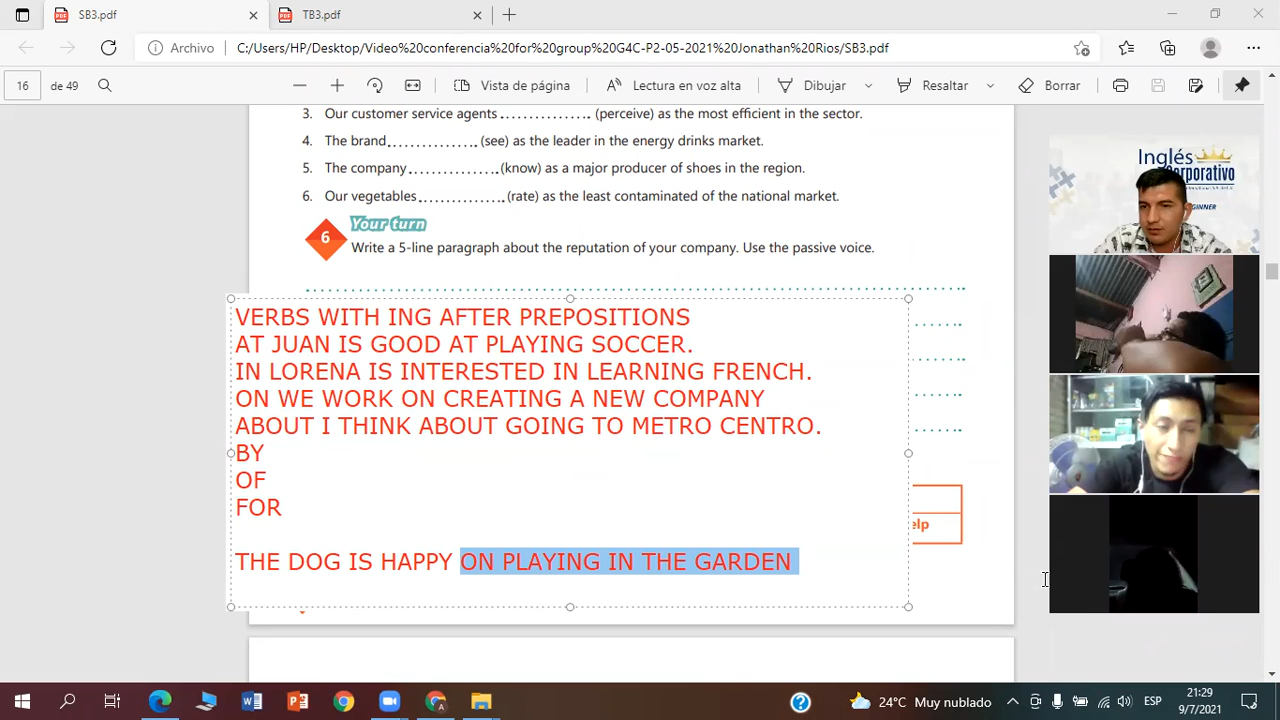 SB3.pdf
TB3.pdf
Archivo
C:/Users/HP/Desktop/Video%20conferencia%20for%20group%20G4C-P2-05-2021%20Jonathan%20Rios/SB3.pdf
16 de 49
Vista de página
Lectura en voz alta
Dibujar
Resaltar
Borrar
3. Our customer service agents ............... (perceive) as the most efficient in the sector.
4. The brand............... (see) as the leader in the energy drinks market.
5. The company...............(know) as a major producer of shoes in the region.
6. Our vegetables............... (rate) as the least contaminated of the national market.
Your turn
6
Write a 5-line paragraph about the reputation of your company. Use the passive voice.
VERBS WITH ING AFTER PREPOSITIONS
AT JUAN IS GOOD AT PLAYING SOCCER.
IN LORENA IS INTERESTED IN LEARNING FRENCH.
ON WE WORK ON CREATING A NEW COMPANY
ABOUT I THINK ABOUT GOING TO METRO CENTRO.
BY
OF
FOR
THE DOG IS HAPPY ON PLAYING IN THE GARDEN
elp
Inglés
Corporativo
24°C Muy nublado
ESP
21:29
9/7/2021